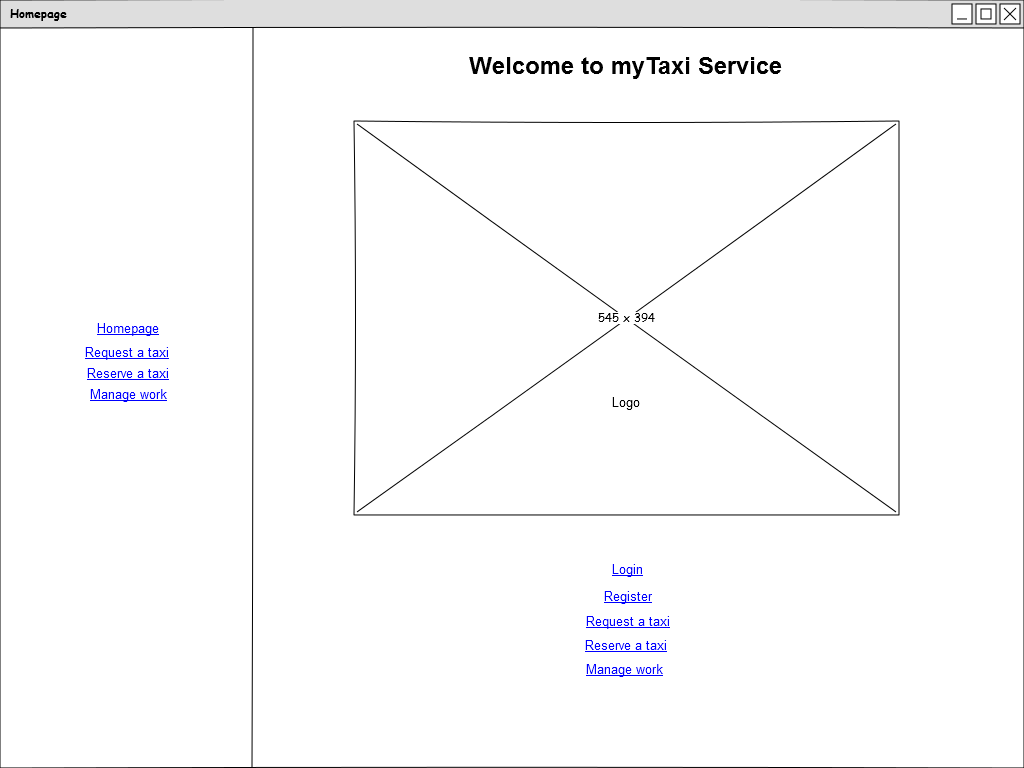 Homepage
Welcome to myTaxi Service
Homepage
Request a taxi
Reserve a taxi
Manage work
545 x 394
Logo
Login
Register
Request a taxi
Reserve a taxi
Manage work